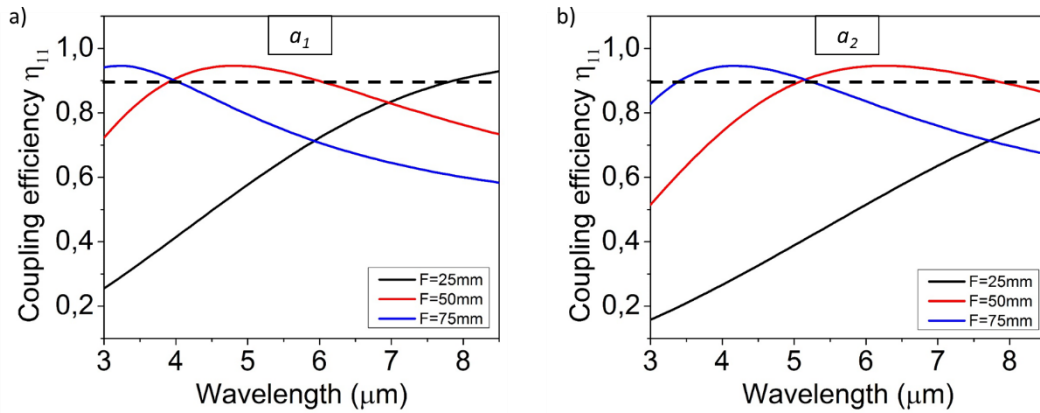 a)
a₁
Coupling efficiency η₁₁
1,0
0,8
0,6
0,4
0,2
3 4 5 6 7 8
Wavelength (μm)
F=25mm
F=50mm
F=75mm
b)
a₂
Coupling efficiency η₁₁
1,0
0,8
0,6
0,4
0,2
3 4 5 6 7 8
Wavelength (μm)
F=25mm
F=50mm
F=75mm